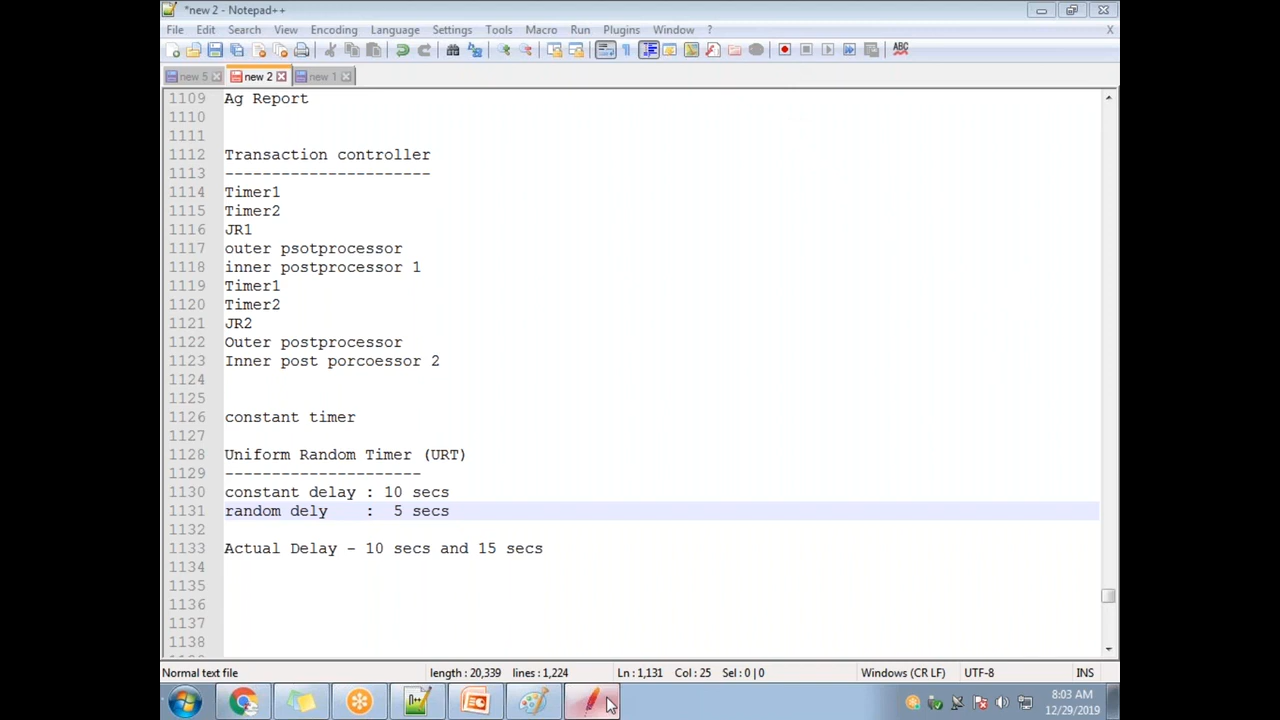 *new 2 - Notepad++
File Edit Search View Encoding Language Settings Tools Macro Run Plugins Window ? X
ABC
new 5 new 2 new 1
1109 Ag Report
1110
1111
1112 Transaction controller
1113 ----------------------
1114 Timer1
1115 Timer2
1116 JR1
1117 outer psotprocessor
1118 inner postprocessor 1
1119 Timer1
1120 Timer2
1121 JR2
1122 Outer postprocessor
1123 Inner post porcoessor 2
1124
1125
1126 constant timer
1127
1128 Uniform Random Timer (URT)
1129 ---------------------
1130 constant delay : 10 secs
1131 random dely    :  5 secs
1132
1133 Actual Delay - 10 secs and 15 secs
1134
1135
1136
1137
1138
Normal text file length : 20,339 lines : 1,224 Ln : 1,131 Col : 25 Sel : 0 | 0 Windows (CR LF) UTF-8 INS
8:03 AM
12/29/2019